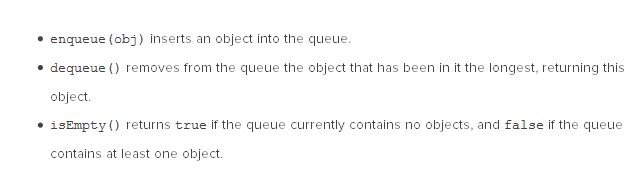 • enqueue(obj) inserts an object into the queue.
• dequeue() removes from the queue the object that has been in it the longest, returning this
object.
• isEmpty() returns true if the queue currently contains no objects, and false if the queue
contains at least one object.